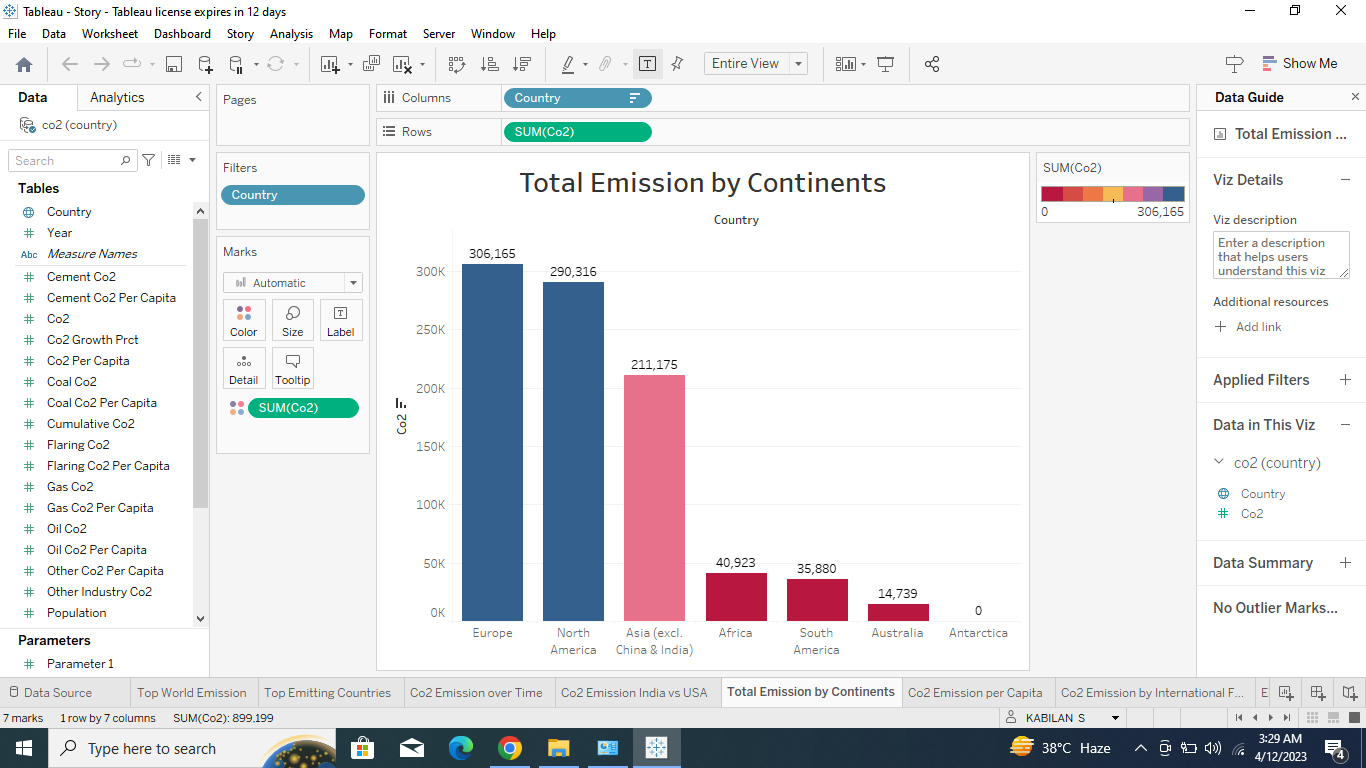 Tableau - Story - Tableau license expires in 12 days
File Data Worksheet Dashboard Story Analysis Map Format Server Window Help
Entire View
Show Me
Data Analytics
co2 (country)
Search
Tables
Country
Year
Abc Measure Names
Cement Co2
Cement Co2 Per Capita
Co2
Co2 Growth Prct
Co2 Per Capita
Coal Co2
Coal Co2 Per Capita
Cumulative Co2
Flaring Co2
Flaring Co2 Per Capita
Gas Co2
Gas Co2 Per Capita
Oil Co2
Oil Co2 Per Capita
Other Co2 Per Capita
Other Industry Co2
Population
Parameters
Parameter 1
Pages
Filters
Country
Marks
Automatic
Color Size Label
Detail Tooltip
SUM(Co2)
Columns Country
Rows SUM(Co2)
Total Emission by Continents
Country
Co2
300K
250K
200K
150K
100K
50K
0K
306,165
290,316
211,175
40,923
35,880
14,739
0
Europe
North
America
Asia (excl.
China & India)
Africa
South
America
Australia
Antarctica
SUM(Co2)
0 306,165
Data Guide
Total Emission ...
Viz Details
Viz description
Enter a description
that helps users
understand this viz
Additional resources
Add link
Applied Filters
Data in This Viz
co2 (country)
Country
Co2
Data Summary
No Outlier Marks...
Data Source Top World Emission Top Emitting Countries Co2 Emission over Time Co2 Emission India vs USA Total Emission by Continents Co2 Emission per Capita Co2 Emission by International F... E
7 marks 1 row by 7 columns SUM(Co2): 899,199
KABILAN S
Type here to search
38°C Haze
3:29 AM
4/12/2023
4